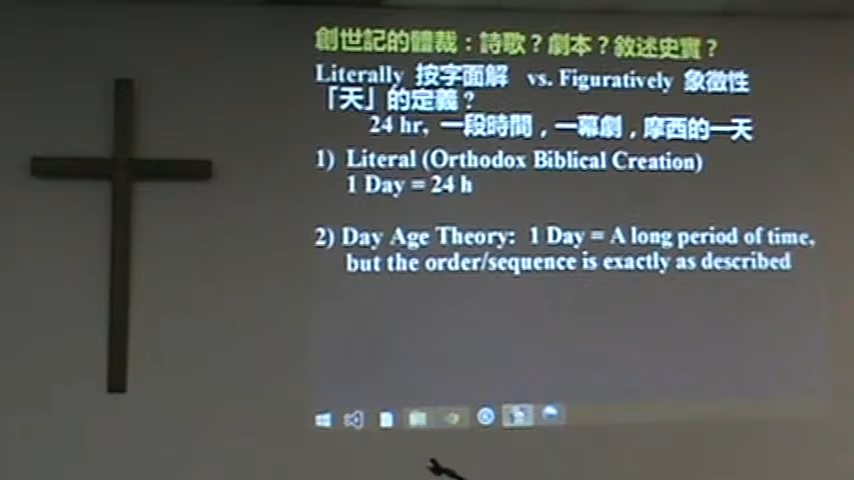 創世記的體裁：詩歌？劇本？敘述史實？
Literally 按字面解 vs. Figuratively 象徵性
「天」的定義？
24 hr, 一段時間，一幕劇，摩西的一天
1) Literal (Orthodox Biblical Creation)
1 Day = 24 h
2) Day Age Theory: 1 Day = A long period of time,
but the order/sequence is exactly as described